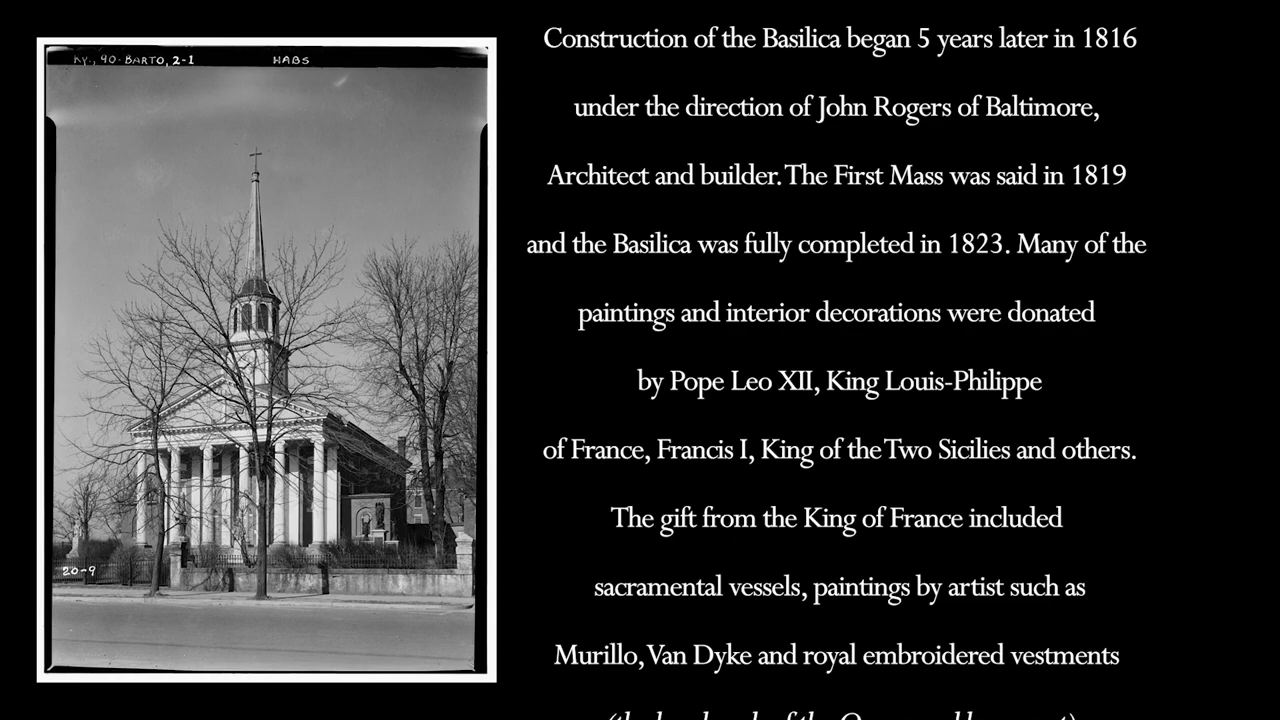 Ky., 90-BARTO, 2-1 HABS
20-9
Construction of the Basilica began 5 years later in 1816
under the direction of John Rogers of Baltimore,
Architect and builder. The First Mass was said in 1819
and the Basilica was fully completed in 1823. Many of the
paintings and interior decorations were donated
by Pope Leo XII, King Louis-Philippe
of France, Francis I, King of the Two Sicilies and others.
The gift from the King of France included
sacramental vessels, paintings by artist such as
Murillo, Van Dyke and royal embroidered vestments